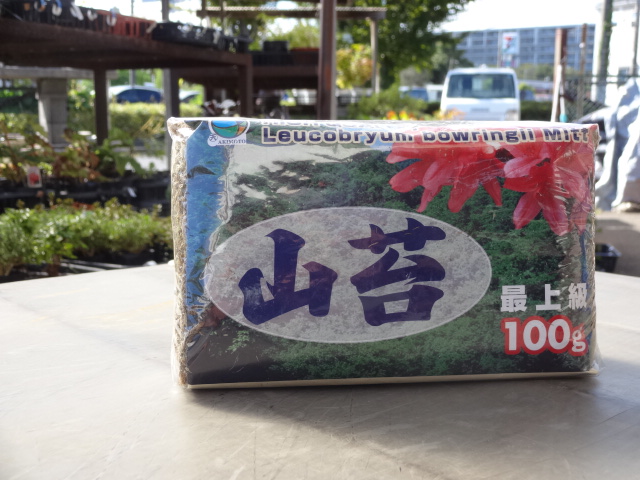 Leucobryum bowringii Mitt
山苔
最上級
100g